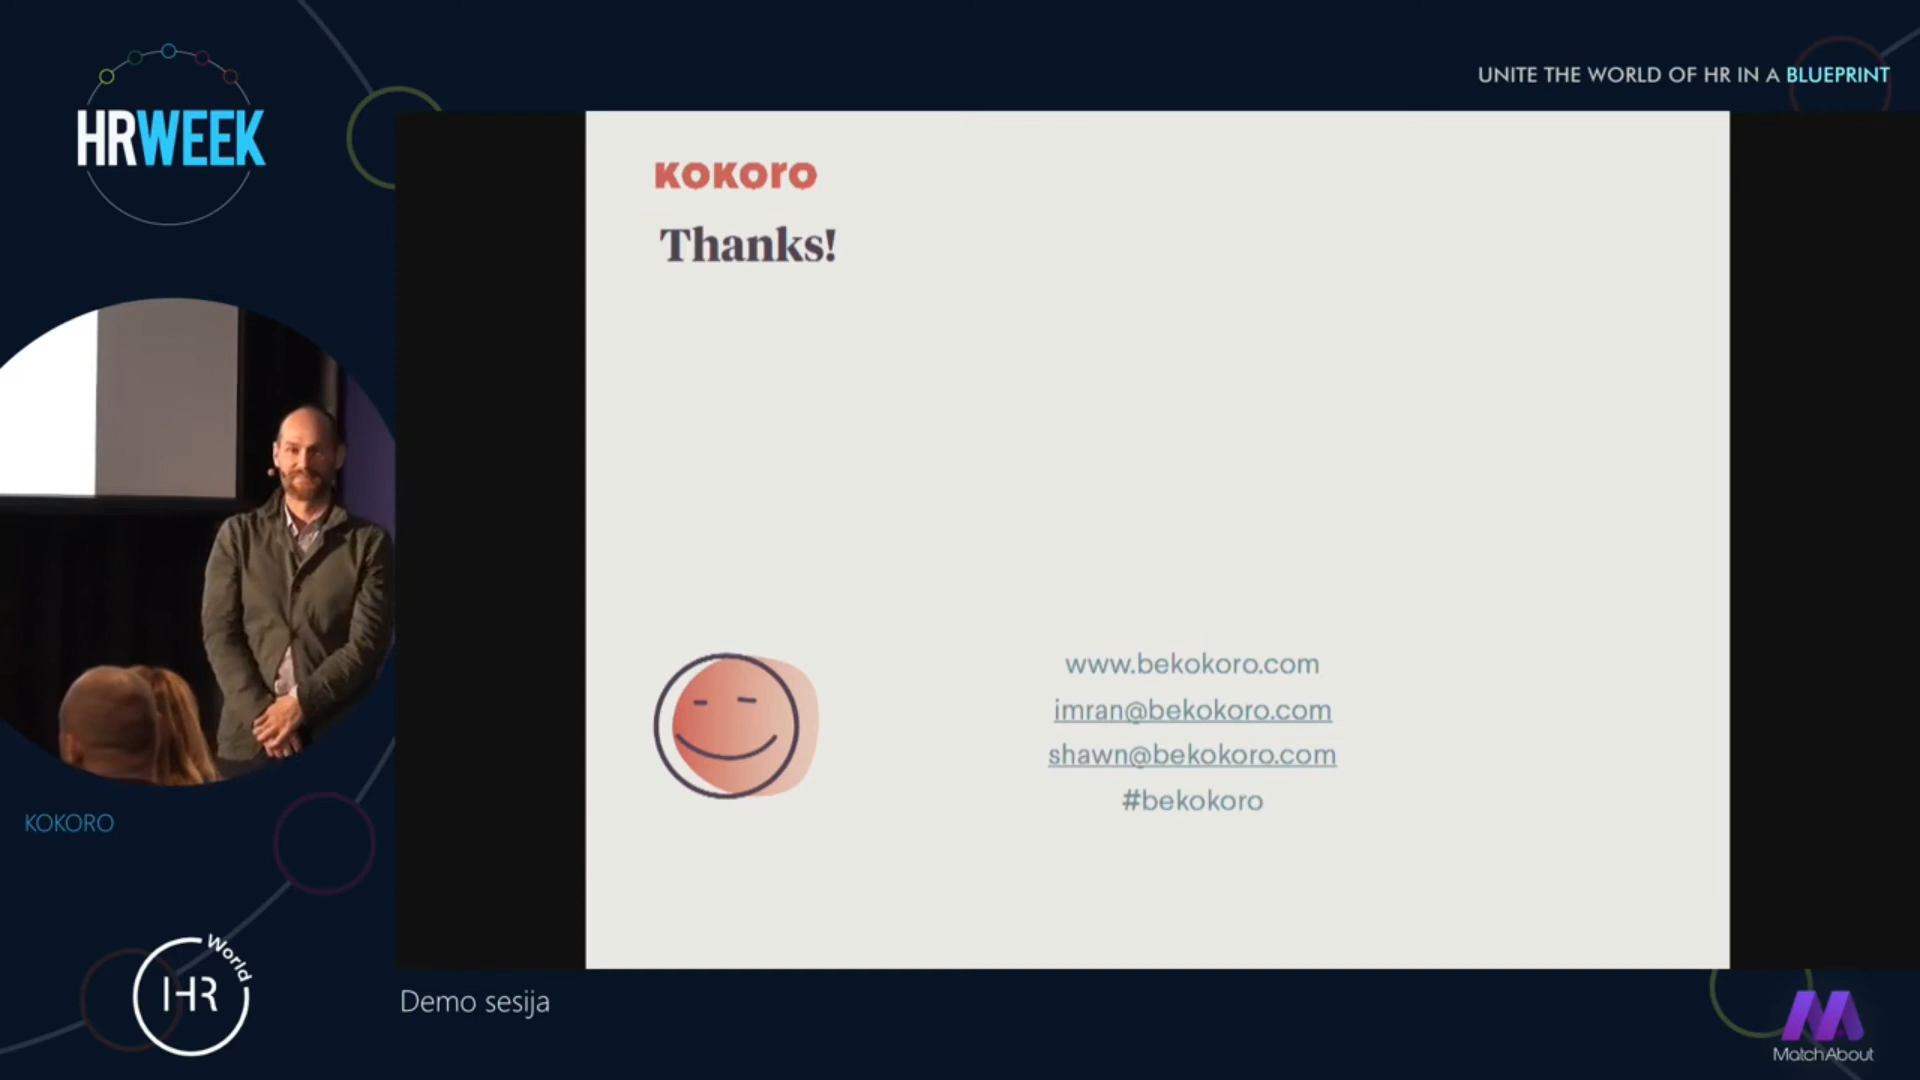 HRWEEK
UNITE THE WORLD OF HR IN A BLUEPRINT
KOKORO
Thanks!
www.bekokoro.com
imran@bekokoro.com
shawn@bekokoro.com
#bekokoro
KOKORO
HR World
Demo sesija
MatchAbout